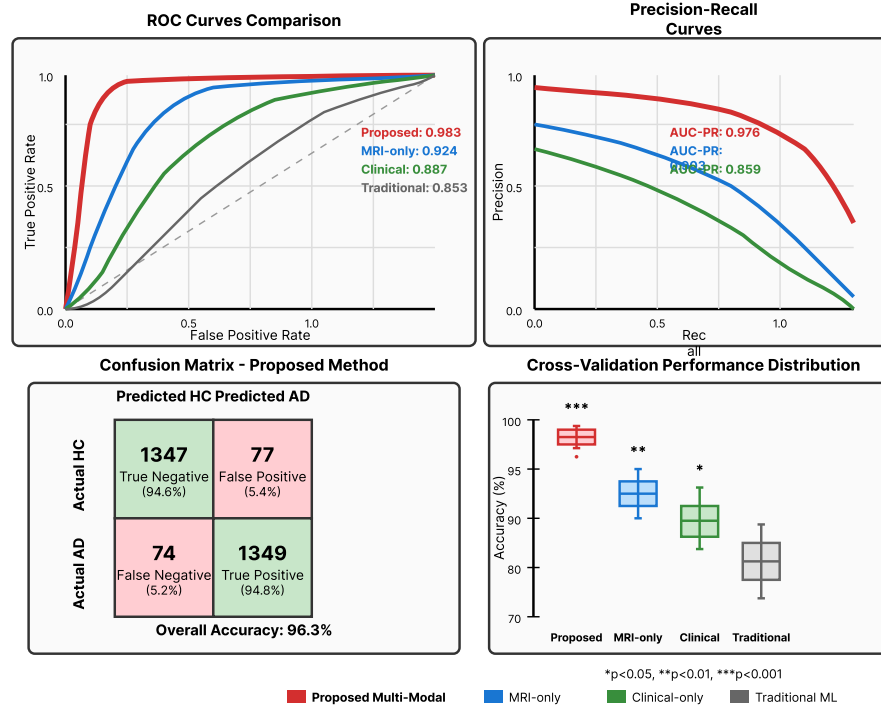 ROC Curves Comparison
1.0
0.5
0.0
True Positive Rate
Proposed: 0.983
MRI-only: 0.924
Clinical: 0.887
Traditional: 0.853
0.0
0.5
1.0
False Positive Rate
Precision-Recall
Curves
1.0
0.5
0.0
Precision
AUC-PR: 0.976
AUC-PR:
AUC-PR: 0.859
0.0
0.5
1.0
Rec
all
Confusion Matrix - Proposed Method
Predicted HC Predicted AD
Actual HC
1347
True Negative
(94.6%)
77
False Positive
(5.4%)
Actual AD
74
False Negative
(5.2%)
1349
True Positive
(94.8%)
Overall Accuracy: 96.3%
Cross-Validation Performance Distribution
100
95
90
80
70
Accuracy (%)
***
**
*
Proposed
MRI-only
Clinical
Traditional
*p<0.05, **p<0.01, ***p<0.001
Proposed Multi-Modal
MRI-only
Clinical-only
Traditional ML